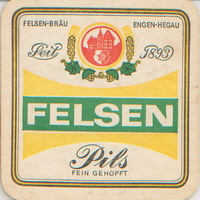 FELSEN-BRÄU ENGEN-HEGAU
Seit 1893
FELSEN
Pils
FEIN GEHOPFT